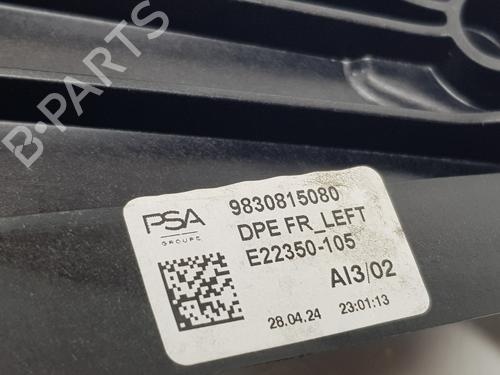 B-PARTS
PSA
GROUPE
9830815080
DPE FR_LEFT
E22350-105
AI3/02
28.04.24 23:01:13